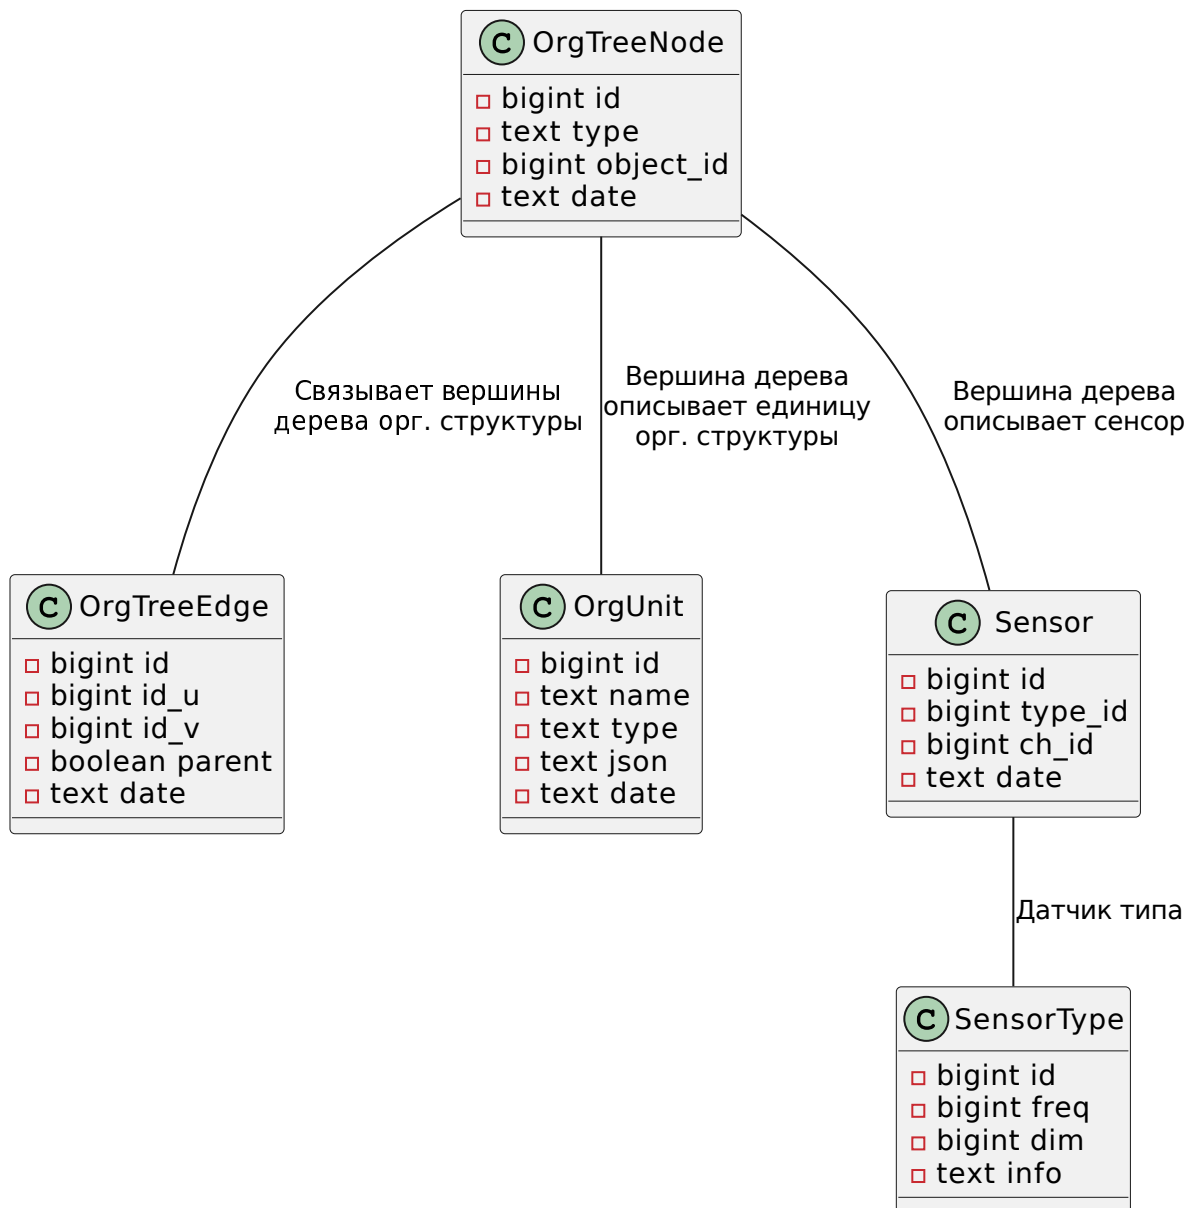 C OrgTreeNode
bigint id
text type
bigint object_id
text date
Связывает вершины
дерева орг. структуры
Вершина дерева
описывает единицу
орг. структуры
Вершина дерева
описывает сенсор
C OrgTreeEdge
bigint id
bigint id_u
bigint id_v
boolean parent
text date
C OrgUnit
bigint id
text name
text type
text json
text date
C Sensor
bigint id
bigint type_id
bigint ch_id
text date
Датчик типа
C SensorType
bigint id
bigint freq
bigint dim
text info